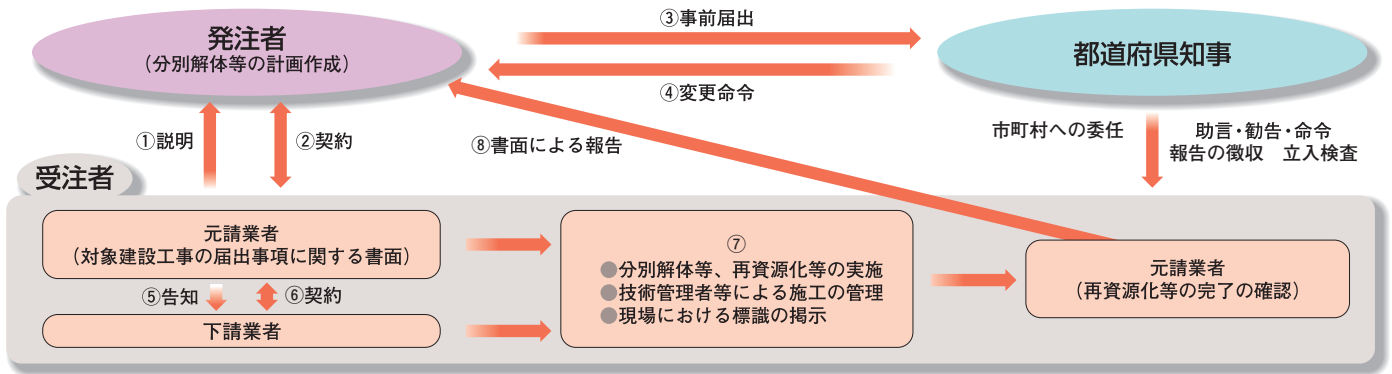 ③事前届出
発注者
(分別解体等の計画作成)
都道府県知事
④変更命令
①説明
②契約
⑧書面による報告
市町村への委任
助言・勧告・命令
報告の徴収 立入検査
受注者
元請業者
(対象建設工事の届出事項に関する書面)
⑤告知
⑥契約
下請業者
⑦
●分別解体等、再資源化等の実施
●技術管理者等による施工の管理
●現場における標識の掲示
元請業者
(再資源化等の完了の確認)